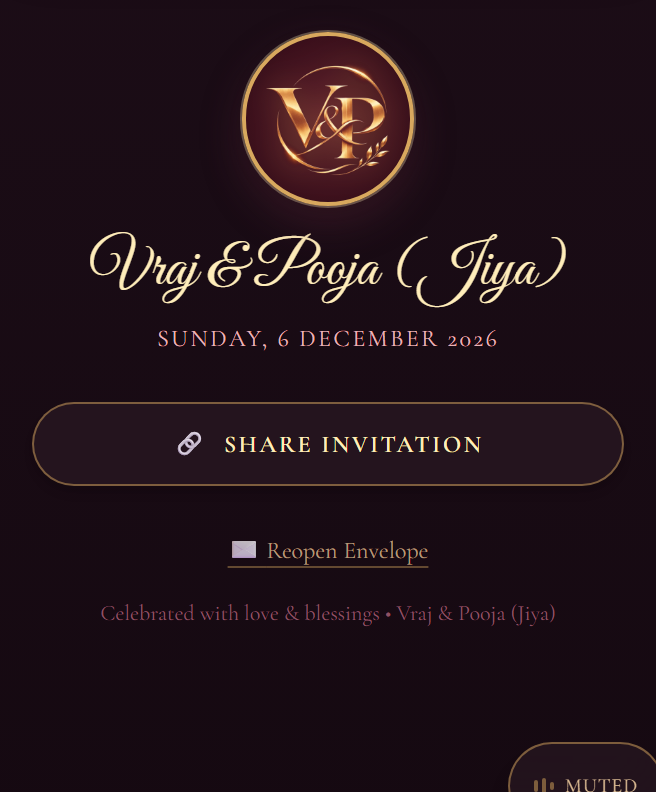 V&P
Vraj & Pooja (Jiya)
SUNDAY, 6 DECEMBER 2026
SHARE INVITATION
Reopen Envelope
Celebrated with love & blessings • Vraj & Pooja (Jiya)
MUTED